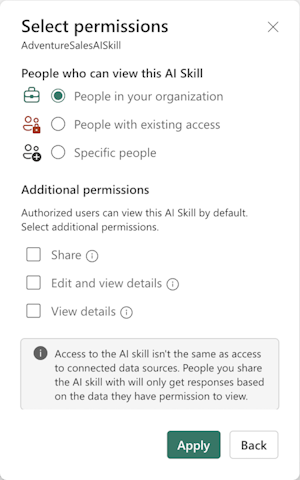 Select permissions
AdventureSalesAISkill
People who can view this AI Skill
People in your organization
People with existing access
Specific people
Additional permissions
Authorized users can view this AI Skill by default.
Select additional permissions.
Share
Edit and view details
View details
Access to the AI skill isn't the same as access
to connected data sources. People you share
the AI skill with will only get responses based
on the data they have permission to view.
Apply
Back